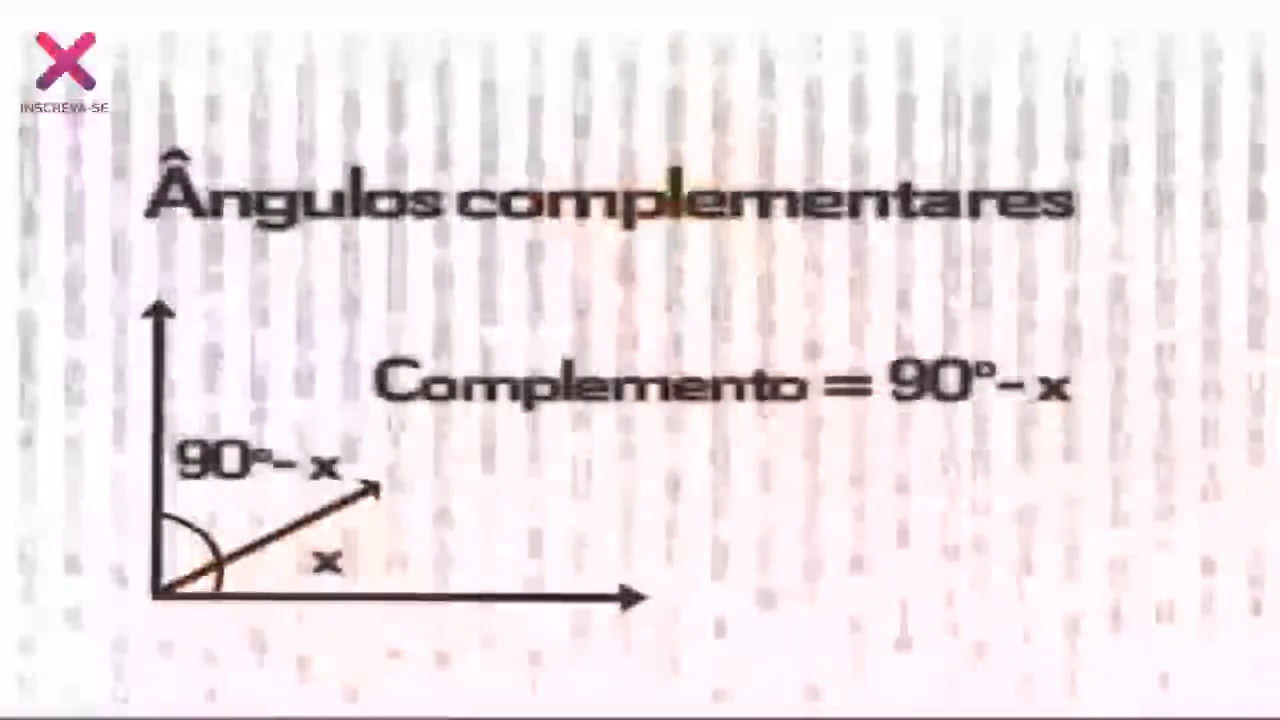 INSCREVA-SE
Ângulos complementares
Complemento = 90°- x
90°- x
x